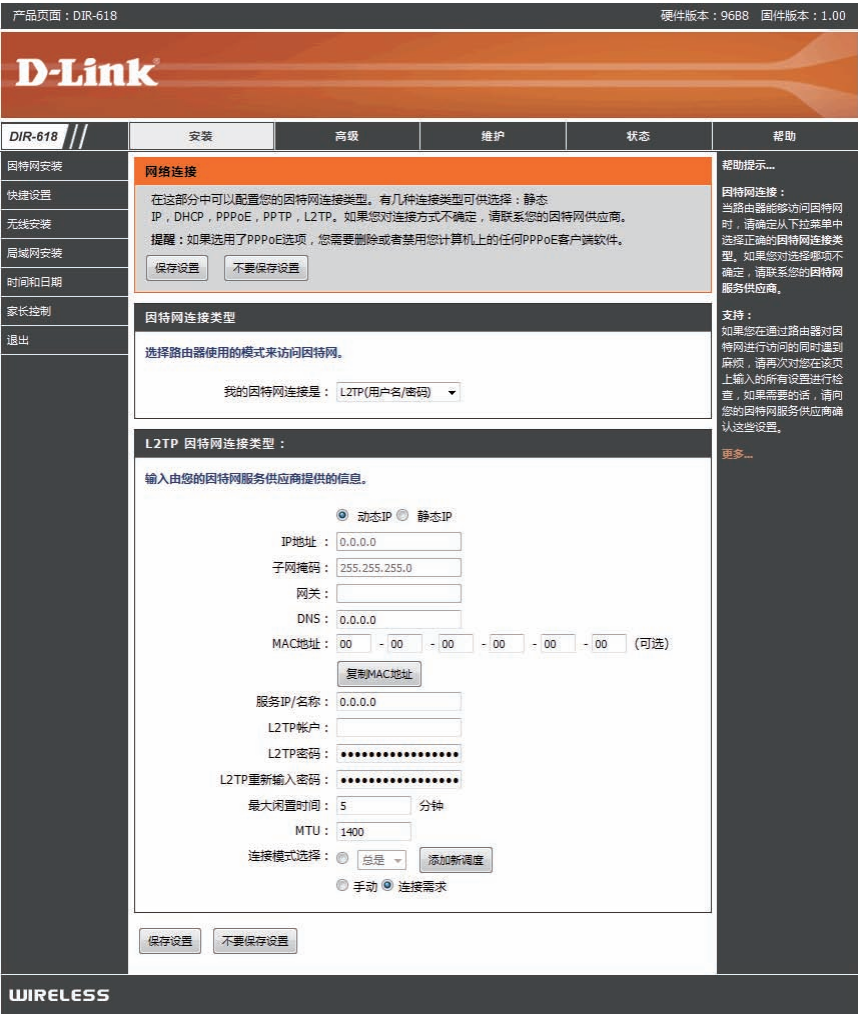 产品页面：DIR-618
硬件版本：96B8 固件版本：1.00
D-Link
DIR-618
安装
高级
维护
状态
帮助
因特网安装
快捷设置
无线安装
局域网安装
时间和日期
家长控制
退出
网络连接
在这部分中可以配置您的因特网连接类型。有几种连接类型可供选择：静态
IP，DHCP，PPPoE，PPTP，L2TP。如果您对连接方式不确定，请联系您的因特网供应商。
提醒：如果选用了PPPoE选项，您需要删除或者禁用您计算机上的任何PPPoE客户端软件。
保存设置 不要保存设置
因特网连接类型
选择路由器使用的模式来访问因特网。
我的因特网连接是： L2TP(用户名/密码)
L2TP 因特网连接类型：
输入由您的因特网服务供应商提供的信息。
动态IP 静态IP
IP地址 ： 0.0.0.0
子网掩码： 255.255.255.0
网关：
DNS： 0.0.0.0
MAC地址： 00 - 00 - 00 - 00 - 00 - 00 (可选)
复制MAC地址
服务IP/名称： 0.0.0.0
L2TP帐户：
L2TP密码： •••••••••••••••••
L2TP重新输入密码： •••••••••••••••••
最大闲置时间： 5 分钟
MTU： 1400
连接模式选择： 总是 添加新调度
手动 连接需求
保存设置 不要保存设置
帮助提示...
因特网连接：
当路由器能够访问因特网
时，请确定从下拉菜单中
选择正确的因特网连接类
型。如果您对选择哪项不
确定，请联系您的因特网
服务供应商。
支持：
如果您在通过路由器对因
特网进行访问的同时遇到
麻烦，请再次对您在该页
上输入的所有设置进行检
查，如果需要的话，请向
您的因特网服务供应商确
认这些设置。
更多...
WIRELESS